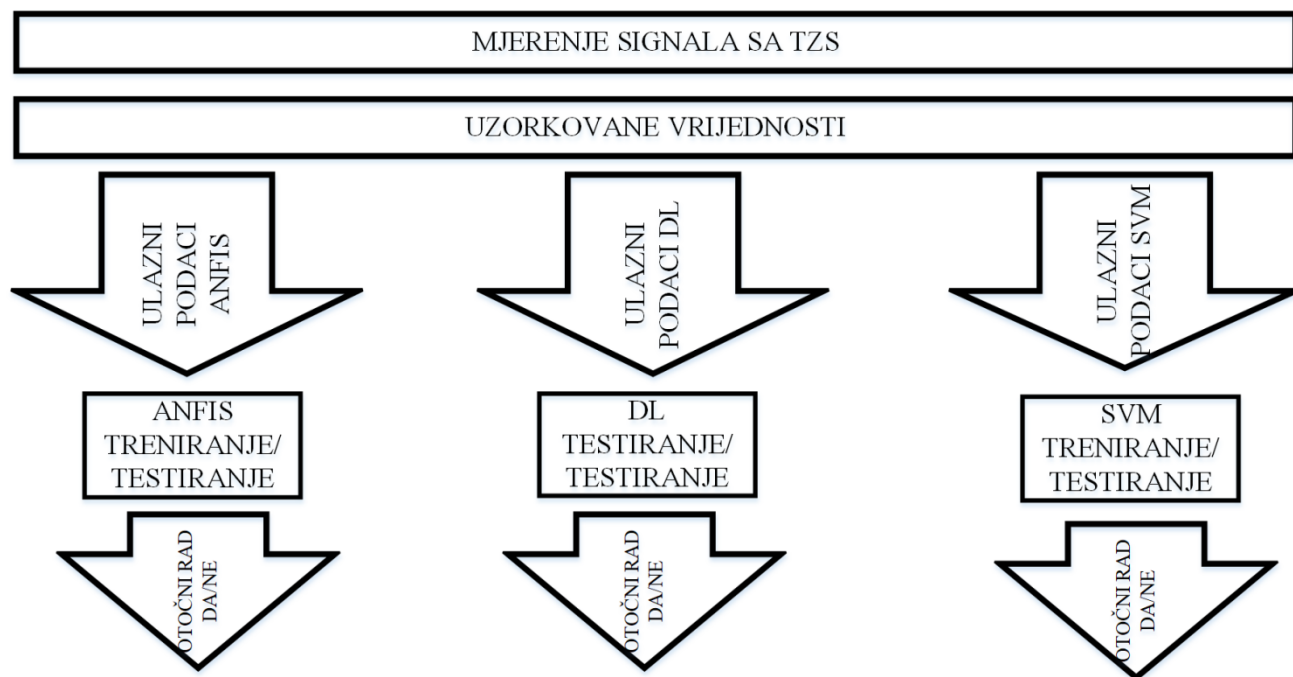 MJERENJE SIGNALA SA TZS
UZORKOVANE VRIJEDNOSTI
ULAZNI
PODACI
ANFIS
ULAZNI
PODACI DL
ULAZNI
PODACI SVM
ANFIS
TRENIRANJE/
TESTIRANJE
DL
TESTIRANJE/
TESTIRANJE
SVM
TRENIRANJE/
TESTIRANJE
OTOČNI RAD
DA/NE
OTOČNI RAD
DA/NE
OTOČNI RAD
DA/NE